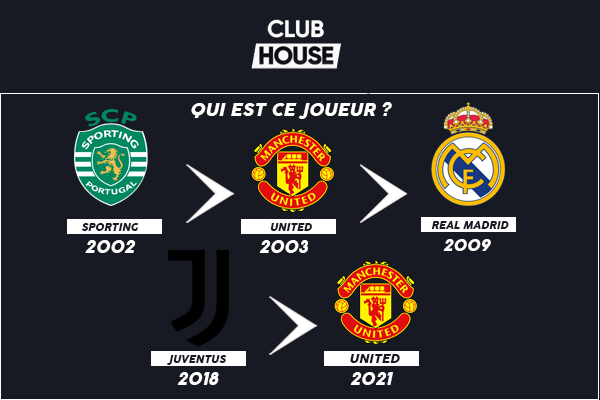 CLUB
HOUSE
QUI EST CE JOUEUR ?
SCP
SPORTING
PORTUGAL
MANCHESTER
UNITED
SPORTING
UNITED
REAL MADRID
2002
2003
2009
MANCHESTER
UNITED
JUVENTUS
UNITED
2018
2021